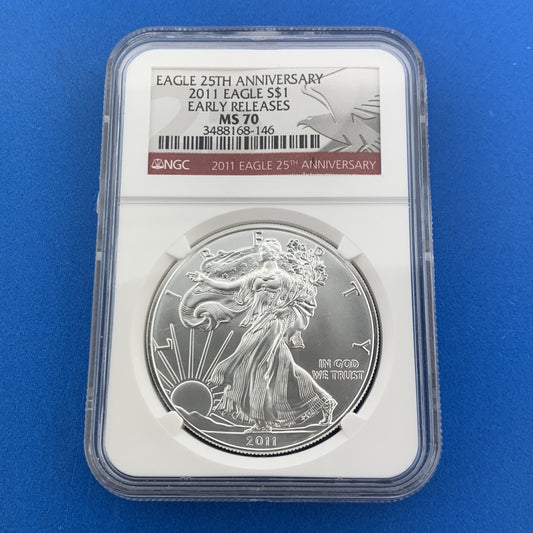 EAGLE 25TH ANNIVERSARY
2011 EAGLE S$1
EARLY RELEASES
MS 70
3488168-146
NGC 2011 EAGLE 25TH ANNIVERSARY
LIBERTY
IN GOD
WE TRUST
2011